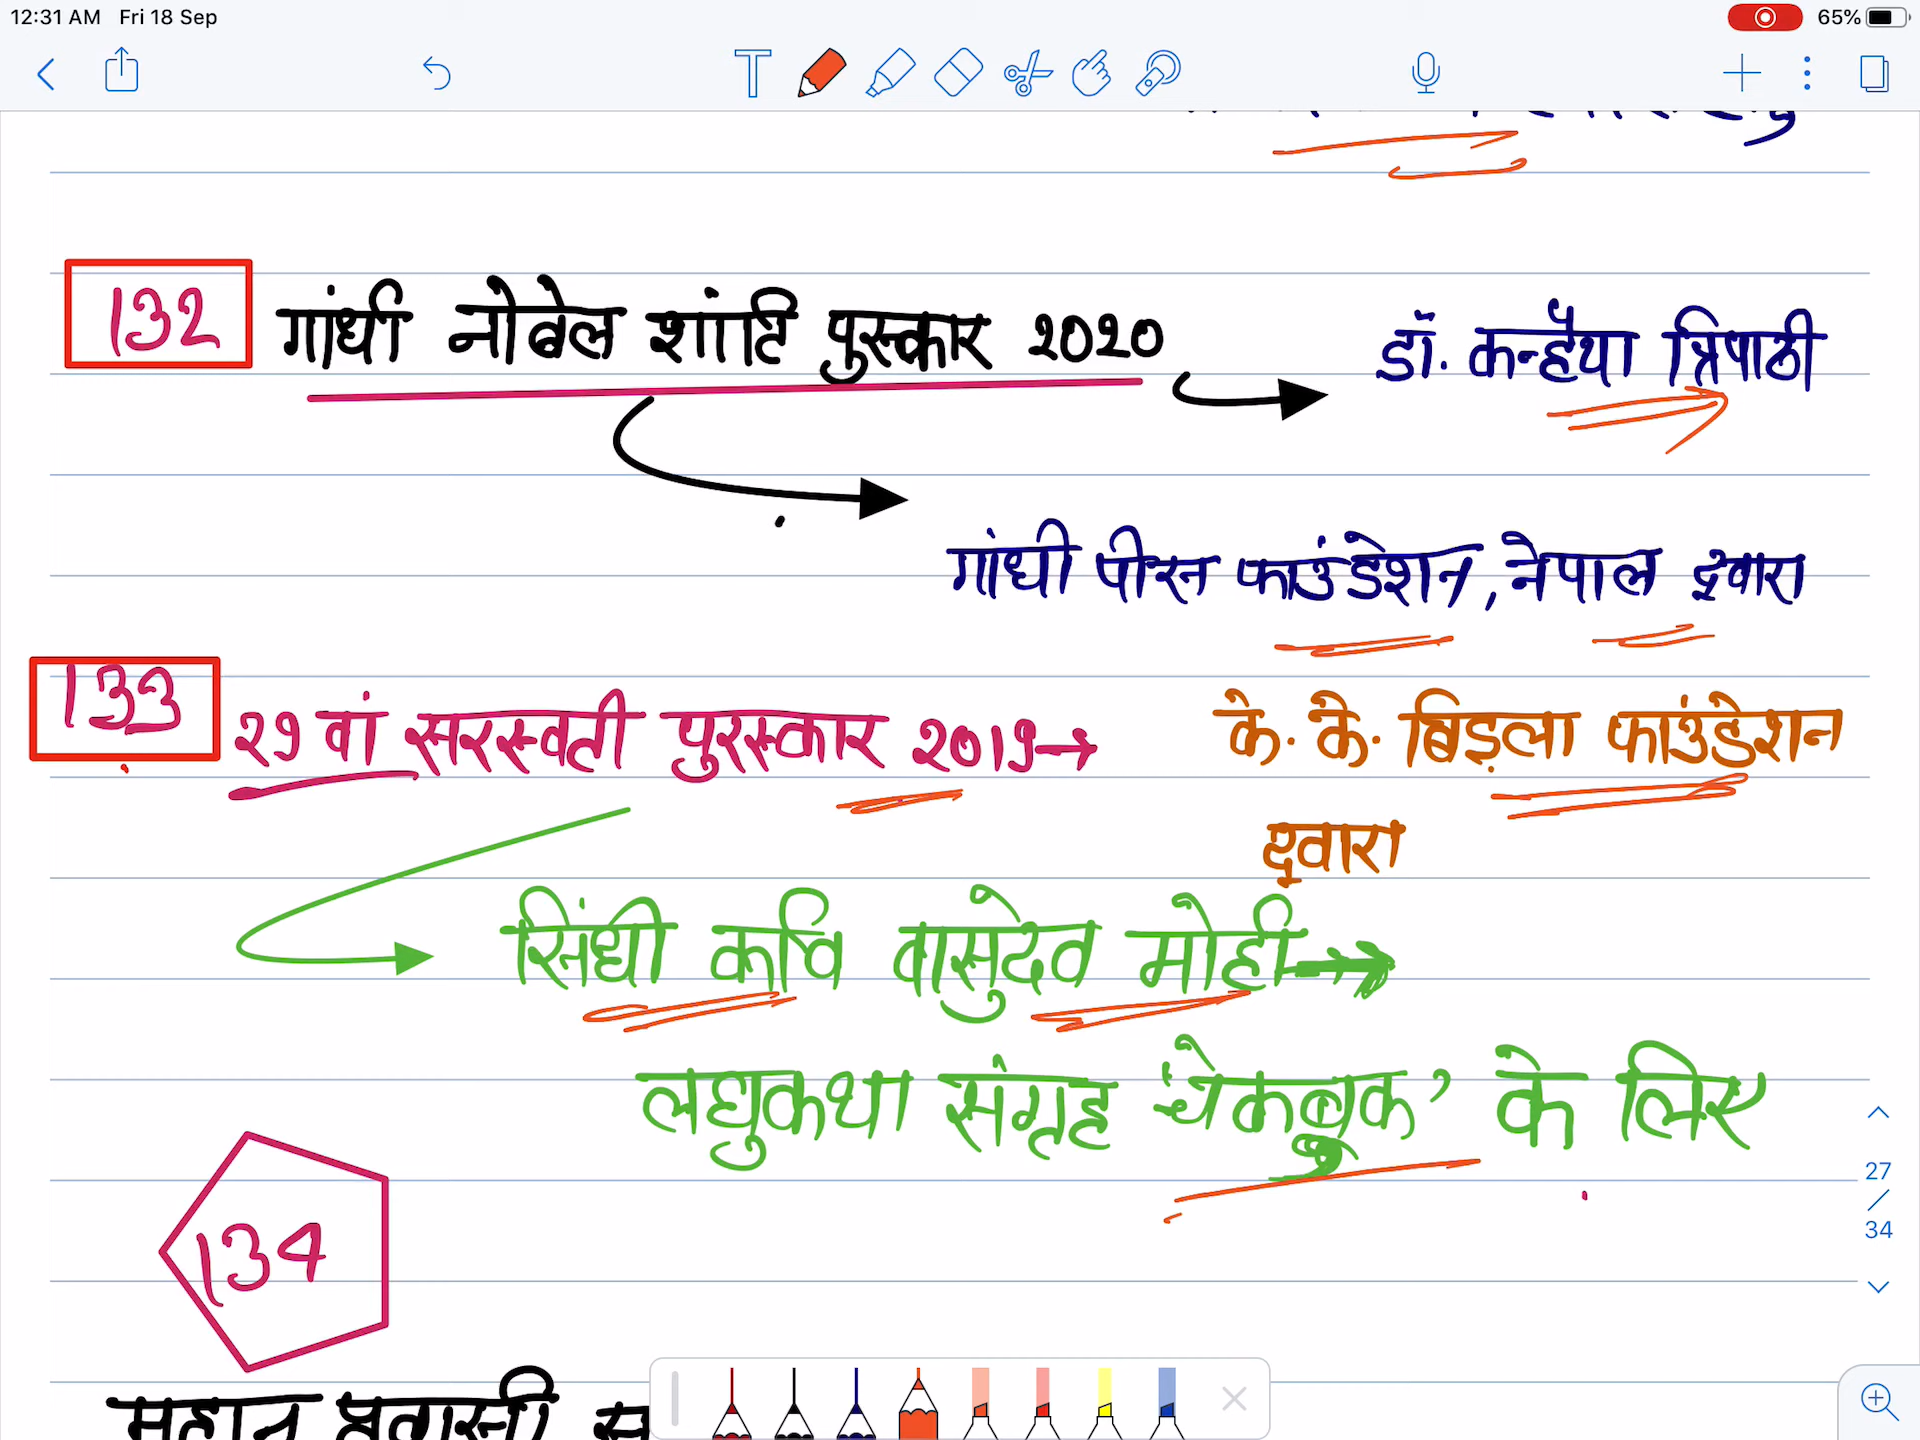 12:31 AM Fri 18 Sep 65%
132 गांधी नोबेल शांति पुरस्कार 2020 डॉ. कन्हैया त्रिपाठी
गांधी पीस फाउंडेशन, नेपाल द्वारा
133 29 वां सरस्वती पुरस्कार 2019→ के. के. बिड़ला फाउंडेशन
द्वारा
सिंधी कवि वासुदेव मोही→
लघुकथा संग्रह 'चेकबुक' के लिए
27
/
34
134
महान